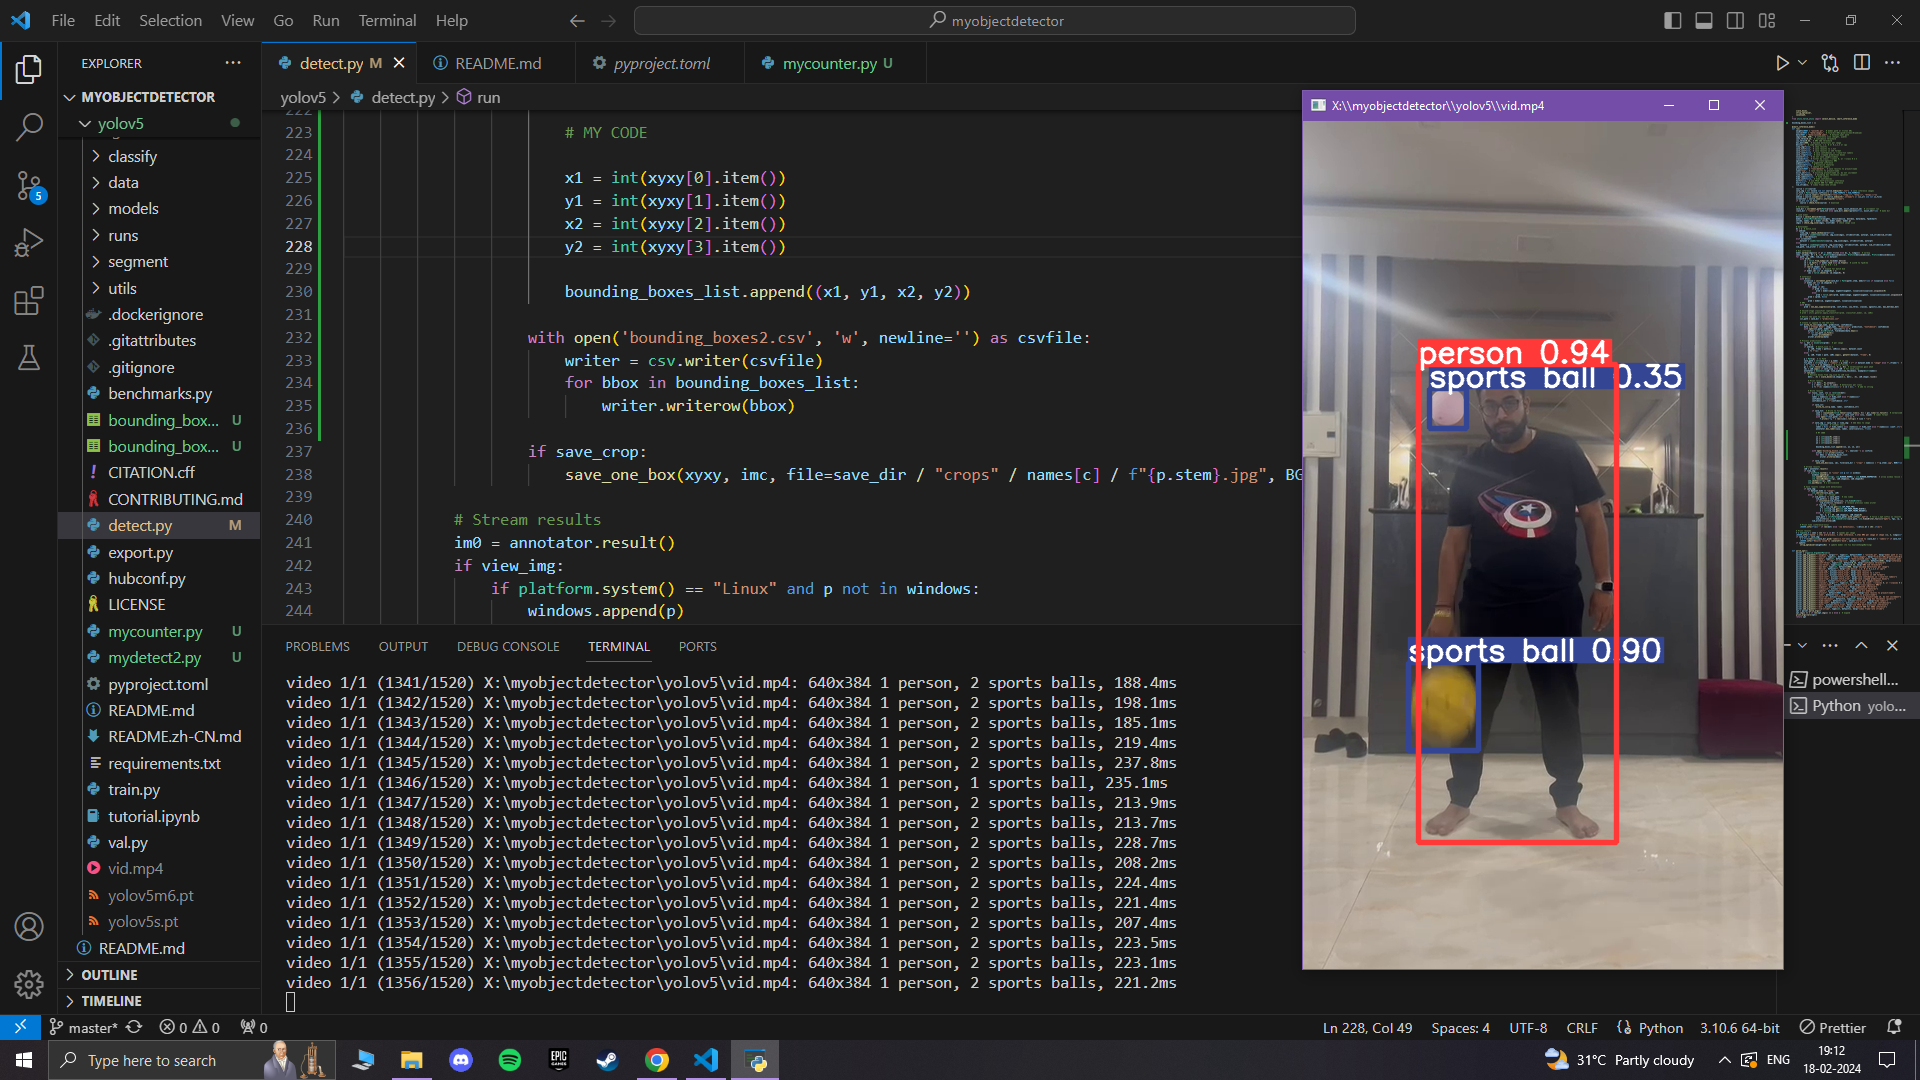 File Edit Selection View Go Run Terminal Help
myobjectdetector
EXPLORER
MYOBJECTDETECTOR
yolov5
classify
data
models
runs
segment
utils
.dockerignore
.gitattributes
.gitignore
benchmarks.py
bounding_box... U
bounding_box... U
CITATION.cff
CONTRIBUTING.md
detect.py M
export.py
hubconf.py
LICENSE
mycounter.py U
mydetect2.py U
pyproject.toml
README.md
README.zh-CN.md
requirements.txt
train.py
tutorial.ipynb
val.py
vid.mp4
yolov5m6.pt
yolov5s.pt
README.md
OUTLINE
TIMELINE
5
detect.py M README.md pyproject.toml mycounter.py U
yolov5 > detect.py > run
222
223 # MY CODE
224
225 x1 = int(xyxy[0].item())
226 y1 = int(xyxy[1].item())
227 x2 = int(xyxy[2].item())
228 y2 = int(xyxy[3].item())
229
230 bounding_boxes_list.append((x1, y1, x2, y2))
231
232 with open('bounding_boxes2.csv', 'w', newline='') as csvfile:
233 writer = csv.writer(csvfile)
234 for bbox in bounding_boxes_list:
235 writer.writerow(bbox)
236
237 if save_crop:
238 save_one_box(xyxy, imc, file=save_dir / "crops" / names[c] / f"{p.stem}.jpg", BG
239
240 # Stream results
241 im0 = annotator.result()
242 if view_img:
243 if platform.system() == "Linux" and p not in windows:
244 windows.append(p)
PROBLEMS OUTPUT DEBUG CONSOLE TERMINAL PORTS
video 1/1 (1341/1520) X:\myobjectdetector\yolov5\vid.mp4: 640x384 1 person, 2 sports balls, 188.4ms
video 1/1 (1342/1520) X:\myobjectdetector\yolov5\vid.mp4: 640x384 1 person, 2 sports balls, 198.1ms
video 1/1 (1343/1520) X:\myobjectdetector\yolov5\vid.mp4: 640x384 1 person, 2 sports balls, 185.1ms
video 1/1 (1344/1520) X:\myobjectdetector\yolov5\vid.mp4: 640x384 1 person, 2 sports balls, 219.4ms
video 1/1 (1345/1520) X:\myobjectdetector\yolov5\vid.mp4: 640x384 1 person, 2 sports balls, 237.8ms
video 1/1 (1346/1520) X:\myobjectdetector\yolov5\vid.mp4: 640x384 1 person, 1 sports ball, 235.1ms
video 1/1 (1347/1520) X:\myobjectdetector\yolov5\vid.mp4: 640x384 1 person, 2 sports balls, 213.9ms
video 1/1 (1348/1520) X:\myobjectdetector\yolov5\vid.mp4: 640x384 1 person, 2 sports balls, 213.7ms
video 1/1 (1349/1520) X:\myobjectdetector\yolov5\vid.mp4: 640x384 1 person, 2 sports balls, 228.7ms
video 1/1 (1350/1520) X:\myobjectdetector\yolov5\vid.mp4: 640x384 1 person, 2 sports balls, 208.2ms
video 1/1 (1351/1520) X:\myobjectdetector\yolov5\vid.mp4: 640x384 1 person, 2 sports balls, 224.4ms
video 1/1 (1352/1520) X:\myobjectdetector\yolov5\vid.mp4: 640x384 1 person, 2 sports balls, 221.4ms
video 1/1 (1353/1520) X:\myobjectdetector\yolov5\vid.mp4: 640x384 1 person, 2 sports balls, 207.4ms
video 1/1 (1354/1520) X:\myobjectdetector\yolov5\vid.mp4: 640x384 1 person, 2 sports balls, 223.5ms
video 1/1 (1355/1520) X:\myobjectdetector\yolov5\vid.mp4: 640x384 1 person, 2 sports balls, 223.1ms
video 1/1 (1356/1520) X:\myobjectdetector\yolov5\vid.mp4: 640x384 1 person, 2 sports balls, 221.2ms
X:\\myobjectdetector\\yolov5\\vid.mp4
person 0.94
sports ball 0.35
sports ball 0.90
powershell...
Python yolo...
master* 0 0 0
Ln 228, Col 49 Spaces: 4 UTF-8 CRLF Python 3.10.6 64-bit Prettier
Type here to search
EPIC GAMES
31°C Partly cloudy
ENG
19:12
18-02-2024